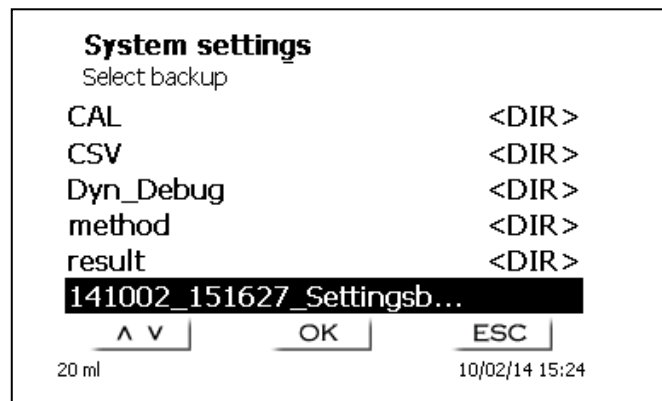 System settings
Select backup
CAL <DIR>
CSV <DIR>
Dyn_Debug <DIR>
method <DIR>
result <DIR>
141002_151627_Settingsb...
∧ ∨ OK ESC
20 ml 10/02/14 15:24